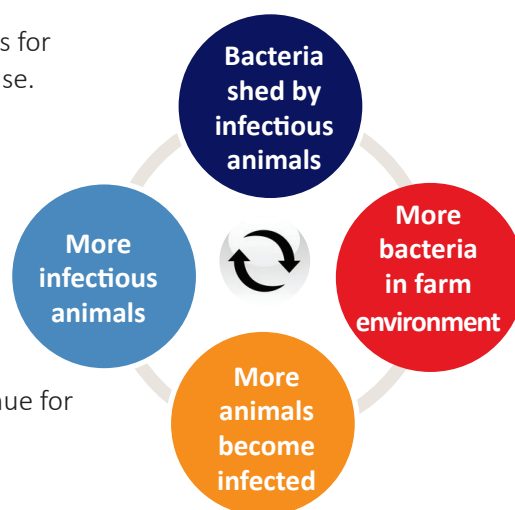 s for
se.
Bacteria
shed by
infectious
animals
More
bacteria
in farm
environment
More
infectious
animals
More
animals
become
infected
nue for